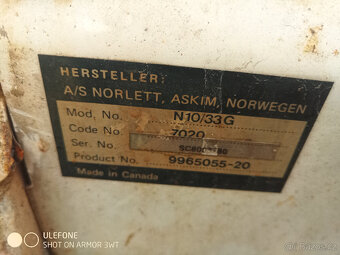 HERSTELLER:
A/S NORLETT, ASKIM, NORWEGEN
Mod. No. N10/33G
Code No. 7020
Ser. No.
Product No. 9965055-20
Made in Canada
ULEFONE
SHOT ON ARMOR 3WT